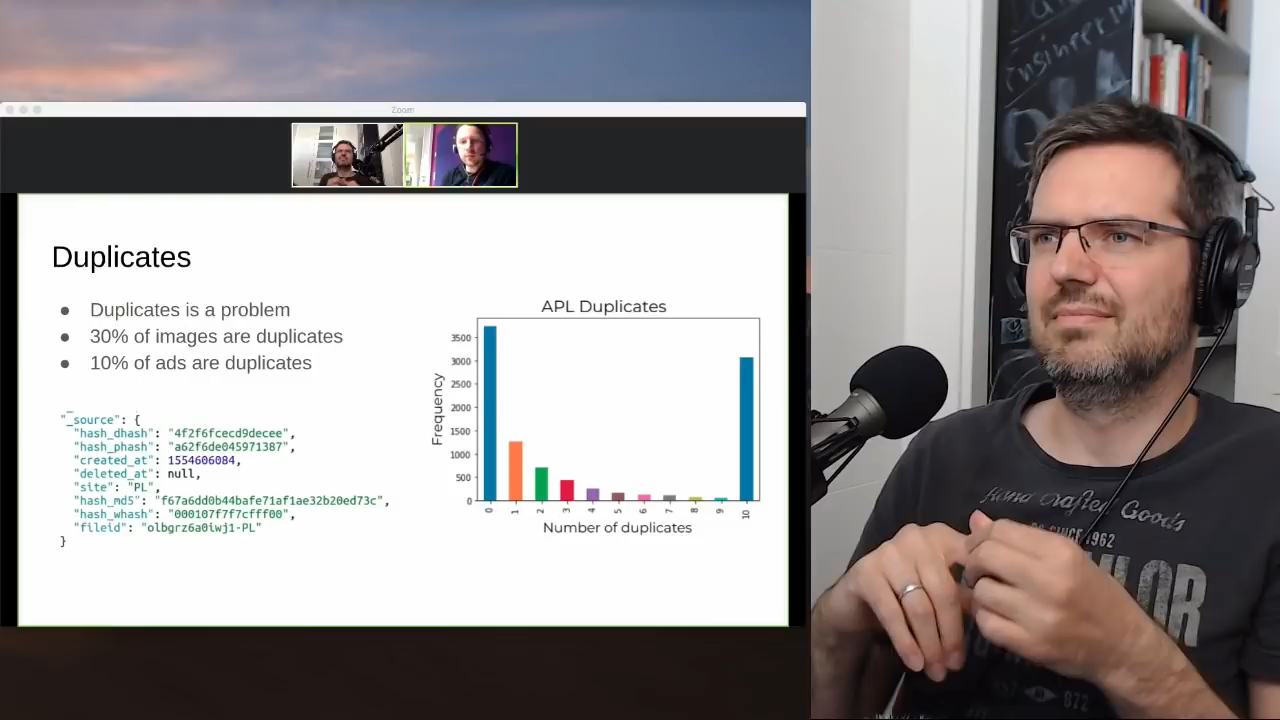 Zoom
Duplicates
● Duplicates is a problem
● 30% of images are duplicates
● 10% of ads are duplicates
"_source": {
"hash_dhash": "4f2f6fcecd9decee",
"hash_phash": "a62f6de045971387",
"created_at": 1554606084,
"deleted_at": null,
"site": "PL",
"hash_md5": "f67a6dd0b44bafe71af1ae32b20ed73c",
"hash_whash": "000107f7f7cfff00",
"fileid": "olbgrz6a0iwj1-PL"
}
APL Duplicates
Frequency
3500
3000
2500
2000
1500
1000
500
0
0 1 2 3 4 5 6 7 8 9 10
Number of duplicates
Hand Crafted Goods
SINCE 1962